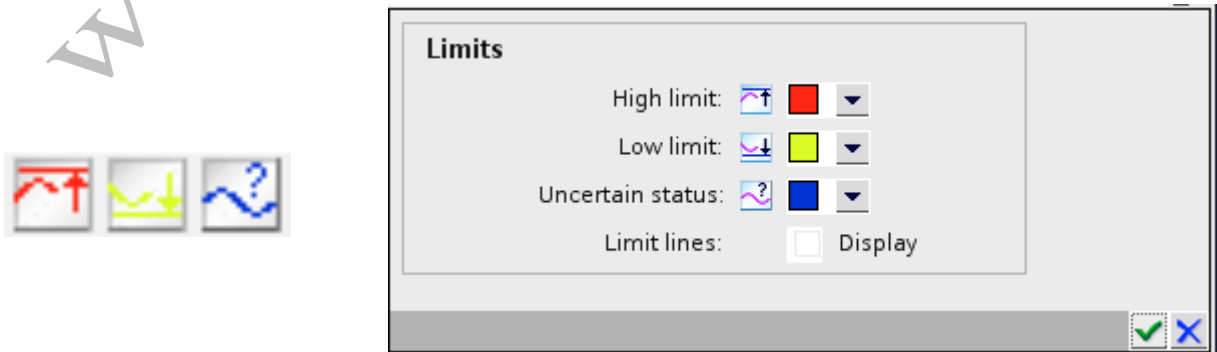 W
Limits
High limit:
Low limit:
Uncertain status:
Limit lines: Display